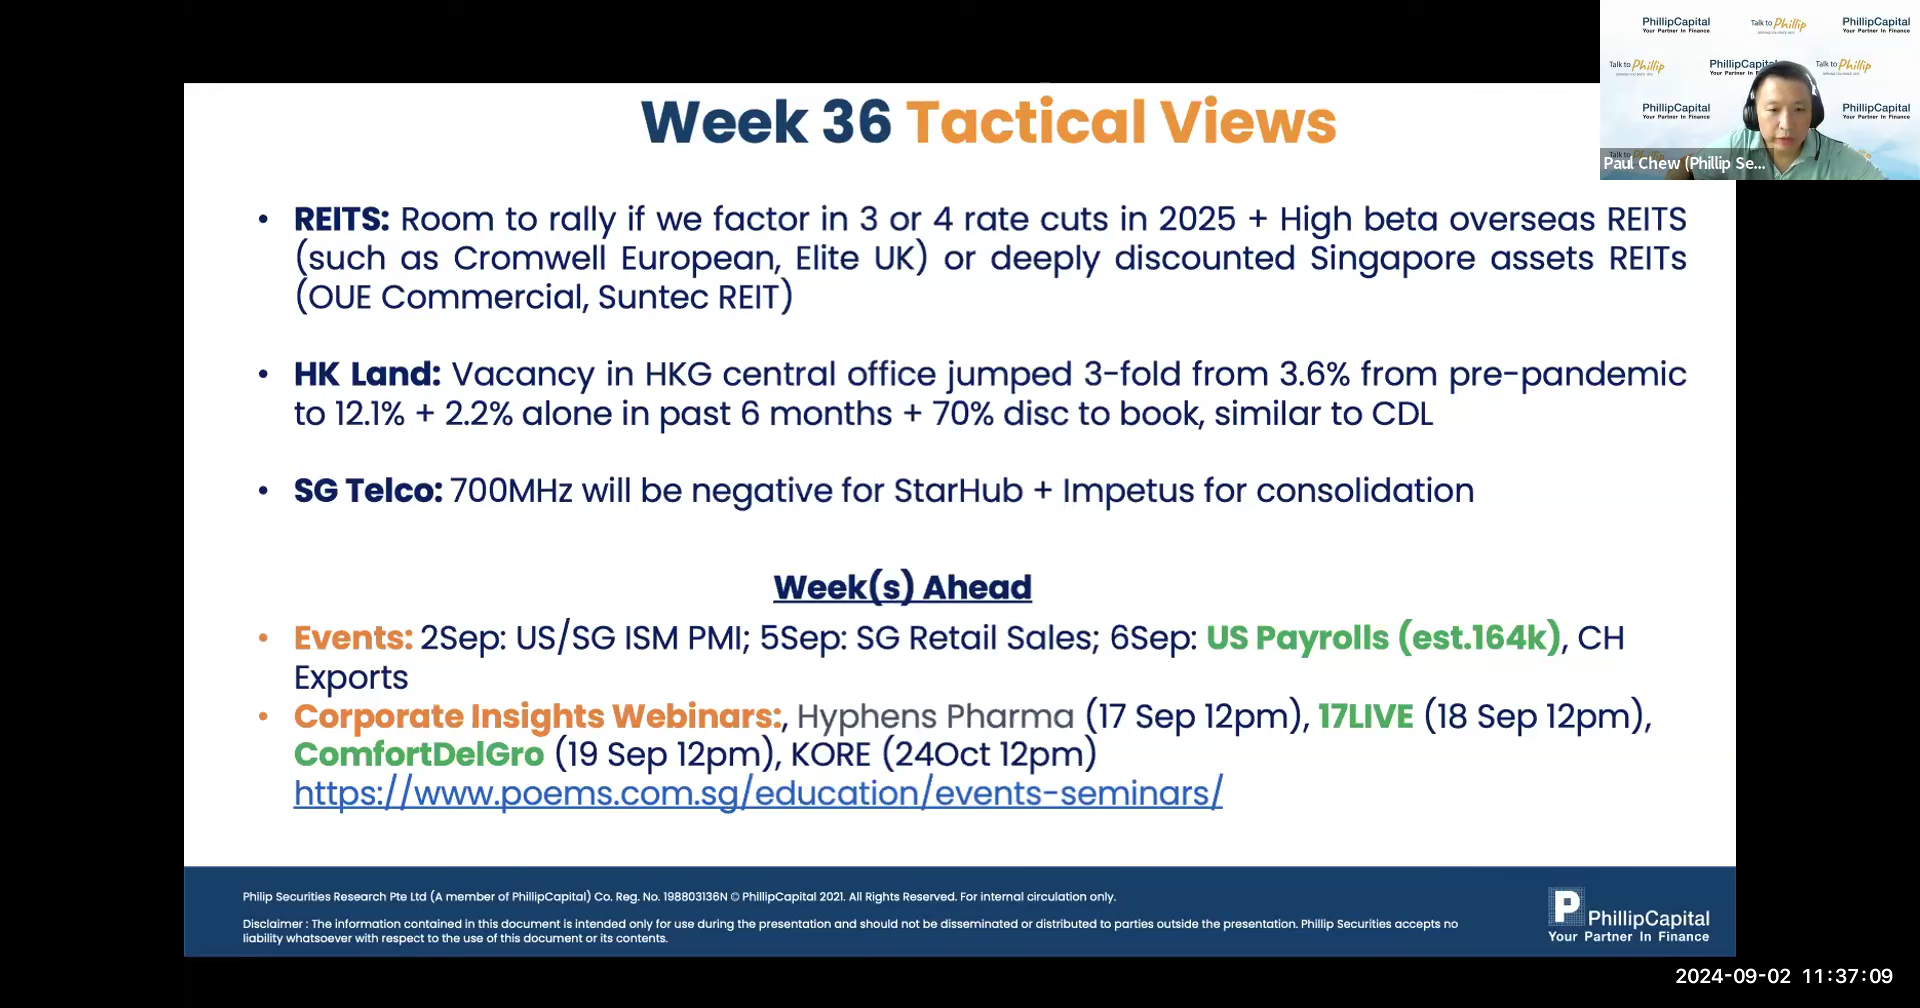 PhillipCapital
Your Partner In Finance
Talk to Phillip
PhillipCapital
Your Partner In Finance
Talk to Phillip
PhillipCapital
Your Partner In F
Talk to Phillip
PhillipCapital
Your Partner In Finance
PhillipCapital
Your Partner In Finance
Talk to
Paul Chew (Phillip Se...
Week 36 Tactical Views
• REITS: Room to rally if we factor in 3 or 4 rate cuts in 2025 + High beta overseas REITS
(such as Cromwell European, Elite UK) or deeply discounted Singapore assets REITs
(OUE Commercial, Suntec REIT)
• HK Land: Vacancy in HKG central office jumped 3-fold from 3.6% from pre-pandemic
to 12.1% + 2.2% alone in past 6 months + 70% disc to book, similar to CDL
• SG Telco: 700MHz will be negative for StarHub + Impetus for consolidation
Week(s) Ahead
• Events: 2Sep: US/SG ISM PMI; 5Sep: SG Retail Sales; 6Sep: US Payrolls (est.164k), CH
Exports
• Corporate Insights Webinars:, Hyphens Pharma (17 Sep 12pm), 17LIVE (18 Sep 12pm),
ComfortDelGro (19 Sep 12pm), KORE (24Oct 12pm)
https://www.poems.com.sg/education/events-seminars/
Philip Securities Research Pte Ltd (A member of PhillipCapital) Co. Reg. No. 198803136N © PhillipCapital 2021. All Rights Reserved. For internal circulation only.
Disclaimer : The information contained in this document is intended only for use during the presentation and should not be disseminated or distributed to parties outside the presentation. Phillip Securities accepts no
liability whatsoever with respect to the use of this document or its contents.
P PhillipCapital
Your Partner In Finance
2024-09-02 11:37:09